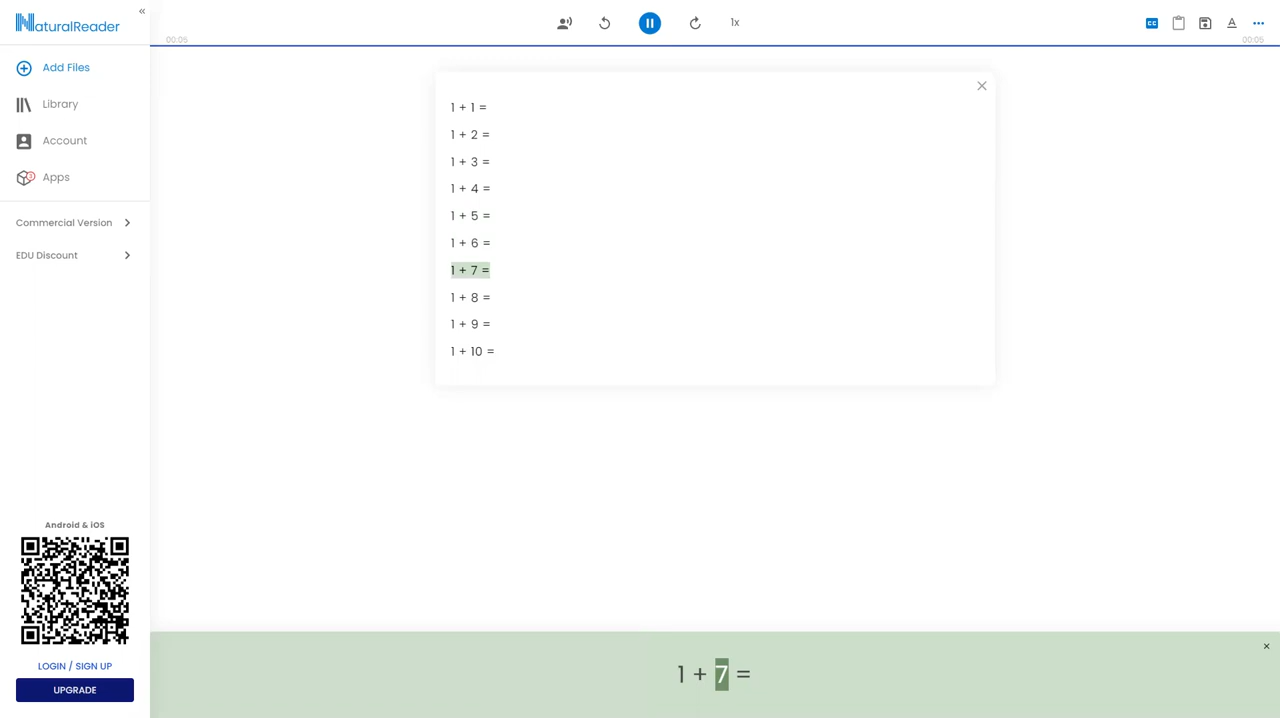 «
NaturalReader
1x
00:05
00:05
CC
A
Add Files
Library
Account
3
Apps
Commercial Version
EDU Discount
1 + 1 =
1 + 2 =
1 + 3 =
1 + 4 =
1 + 5 =
1 + 6 =
1 + 7 =
1 + 8 =
1 + 9 =
1 + 10 =
Android & iOS
LOGIN / SIGN UP
UPGRADE
1 + 7 =